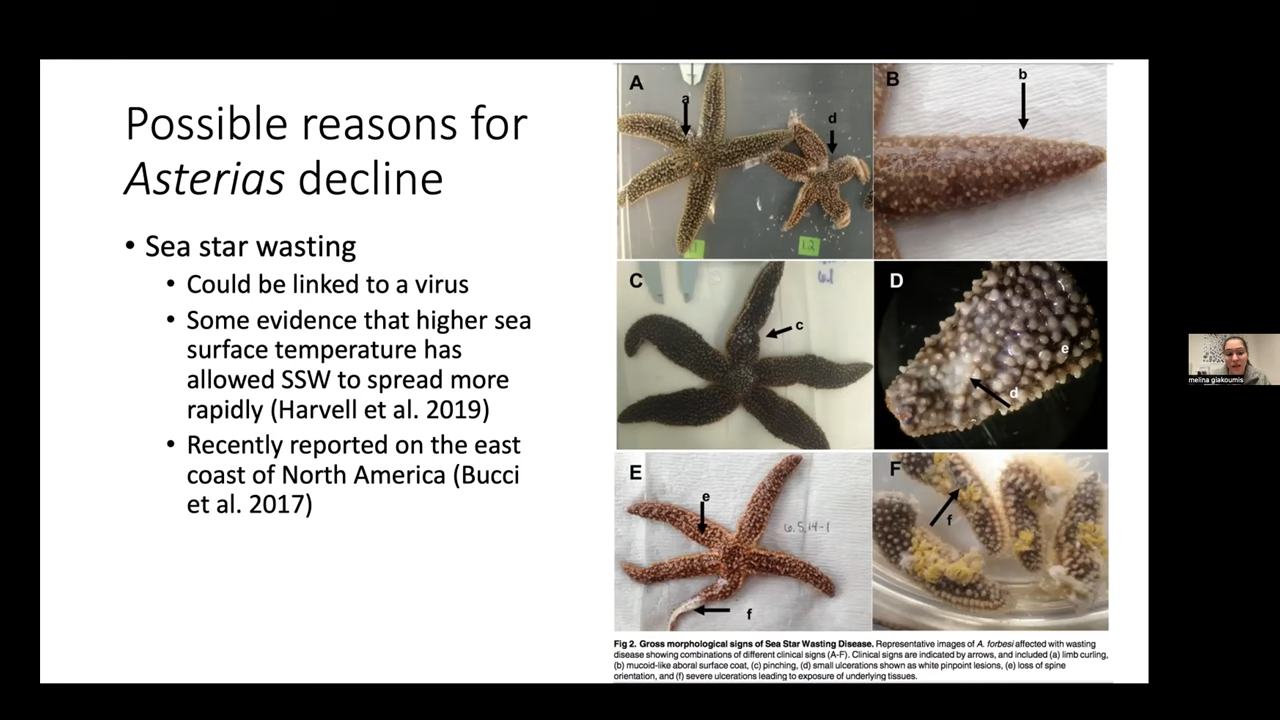 Possible reasons for
Asterias decline
• Sea star wasting
• Could be linked to a virus
• Some evidence that higher sea
surface temperature has
allowed SSW to spread more
rapidly (Harvell et al. 2019)
• Recently reported on the east
coast of North America (Bucci
et al. 2017)
A
a
d
1.2
B
b
C
c
D
e
d
E
e
6.5.14-1
f
F
f
Fig 2. Gross morphological signs of Sea Star Wasting Disease. Representative images of A. forbesi affected with wasting
disease showing combinations of different clinical signs (A-F). Clinical signs are indicated by arrows, and included (a) limb curling,
(b) mucoid-like aboral surface coat, (c) pinching, (d) small ulcerations shown as white pinpoint lesions, (e) loss of spine
orientation, and (f) severe ulcerations leading to exposure of underlying tissues.
melina giakoumis